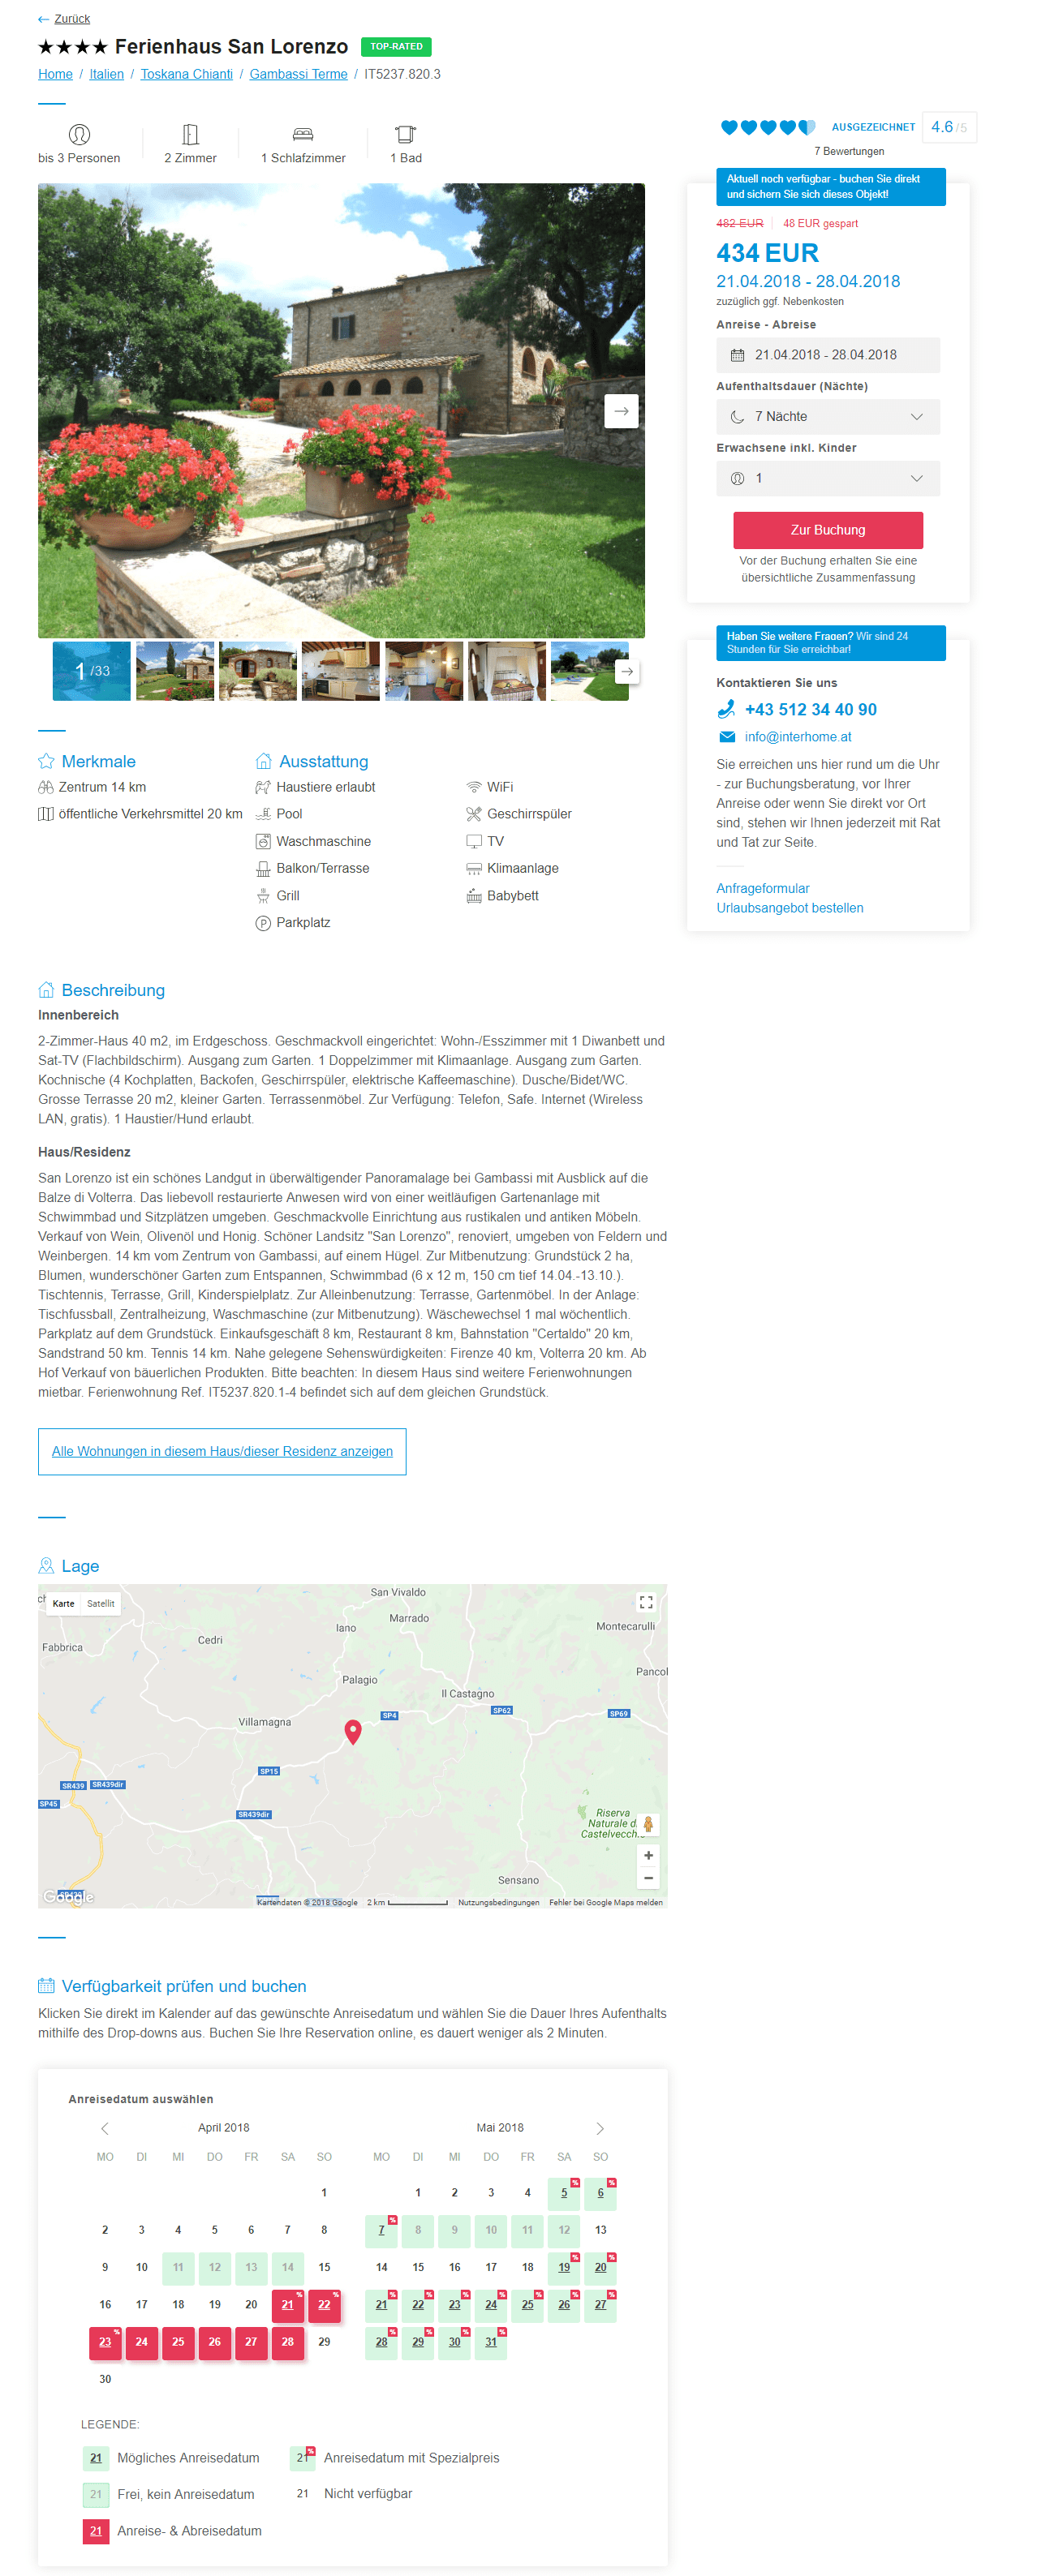 ← Zurück
★★★★ Ferienhaus San Lorenzo TOP-RATED
Home / Italien / Toskana Chianti / Gambassi Terme / IT5237.820.3
bis 3 Personen
2 Zimmer
1 Schlafzimmer
1 Bad
AUSGEZEICHNET 4.6 /5
7 Bewertungen
Aktuell noch verfügbar - buchen Sie direkt
und sichern Sie sich dieses Objekt!
482 EUR 48 EUR gespart
434 EUR
21.04.2018 - 28.04.2018
zuzüglich ggf. Nebenkosten
Anreise - Abreise
21.04.2018 - 28.04.2018
Aufenthaltsdauer (Nächte)
7 Nächte
Erwachsene inkl. Kinder
1
Zur Buchung
Vor der Buchung erhalten Sie eine
übersichtliche Zusammenfassung
1 /33
Haben Sie weitere Fragen? Wir sind 24
Stunden für Sie erreichbar!
Kontaktieren Sie uns
+43 512 34 40 90
info@interhome.at
Sie erreichen uns hier rund um die Uhr
- zur Buchungsberatung, vor Ihrer
Anreise oder wenn Sie direkt vor Ort
sind, stehen wir Ihnen jederzeit mit Rat
und Tat zur Seite.
Anfrageformular
Urlaubsangebot bestellen
Merkmale
Zentrum 14 km
öffentliche Verkehrsmittel 20 km
Ausstattung
Haustiere erlaubt
Pool
Waschmaschine
Balkon/Terrasse
Grill
Parkplatz
WiFi
Geschirrspüler
TV
Klimaanlage
Babybett
Beschreibung
Innenbereich
2-Zimmer-Haus 40 m2, im Erdgeschoss. Geschmackvoll eingerichtet: Wohn-/Esszimmer mit 1 Diwanbett und
Sat-TV (Flachbildschirm). Ausgang zum Garten. 1 Doppelzimmer mit Klimaanlage. Ausgang zum Garten.
Kochnische (4 Kochplatten, Backofen, Geschirrspüler, elektrische Kaffeemaschine). Dusche/Bidet/WC.
Grosse Terrasse 20 m2, kleiner Garten. Terrassenmöbel. Zur Verfügung: Telefon, Safe. Internet (Wireless
LAN, gratis). 1 Haustier/Hund erlaubt.
Haus/Residenz
San Lorenzo ist ein schönes Landgut in überwältigender Panoramalage bei Gambassi mit Ausblick auf die
Balze di Volterra. Das liebevoll restaurierte Anwesen wird von einer weitläufigen Gartenanlage mit
Schwimmbad und Sitzplätzen umgeben. Geschmackvolle Einrichtung aus rustikalen und antiken Möbeln.
Verkauf von Wein, Olivenöl und Honig. Schöner Landsitz "San Lorenzo", renoviert, umgeben von Feldern und
Weinbergen. 14 km vom Zentrum von Gambassi, auf einem Hügel. Zur Mitbenutzung: Grundstück 2 ha,
Blumen, wunderschöner Garten zum Entspannen, Schwimmbad (6 x 12 m, 150 cm tief 14.04.-13.10.).
Tischtennis, Terrasse, Grill, Kinderspielplatz. Zur Alleinbenutzung: Terrasse, Gartenmöbel. In der Anlage:
Tischfussball, Zentralheizung, Waschmaschine (zur Mitbenutzung). Wäschewechsel 1 mal wöchentlich.
Parkplatz auf dem Grundstück. Einkaufsgeschäft 8 km, Restaurant 8 km, Bahnstation "Certaldo" 20 km,
Sandstrand 50 km. Tennis 14 km. Nahe gelegene Sehenswürdigkeiten: Firenze 40 km, Volterra 20 km. Ab
Hof Verkauf von bäuerlichen Produkten. Bitte beachten: In diesem Haus sind weitere Ferienwohnungen
mietbar. Ferienwohnung Ref. IT5237.820.1-4 befindet sich auf dem gleichen Grundstück.
Alle Wohnungen in diesem Haus/dieser Residenz anzeigen
Lage
Karte Satellit
San Vivaldo
Marrado
Iano
Montecarulli
Cedri
Fabbrica
Palagio
Il Castagno
SP62
SP69
SP4
Villamagna
SP15
SR439 SR439dir
SP45
SR439dir
Riserva
Sensano
Google
Kartendaten © 2018 Google 2 km Nutzungsbedingungen Fehler bei Google Maps melden
Verfügbarkeit prüfen und buchen
Klicken Sie direkt im Kalender auf das gewünschte Anreisedatum und wählen Sie die Dauer Ihres Aufenthalts
mithilfe des Drop-downs aus. Buchen Sie Ihre Reservation online, es dauert weniger als 2 Minuten.
Anreisedatum auswählen
April 2018
MO DI MI DO FR SA SO
1
2 3 4 5 6 7 8
9 10 11 12 13 14 15
16 17 18 19 20 21 % 22 %
23 % 24 25 26 27 28 29
30
Mai 2018
MO DI MI DO FR SA SO
1 2 3 4 5 % 6 %
7 % 8 9 10 11 12 13
14 15 16 17 18 19 % 20 %
21 % 22 % 23 % 24 % 25 % 26 % 27 %
28 % 29 % 30 % 31 %
LEGENDE:
21 Mögliches Anreisedatum
21 % Anreisedatum mit Spezialpreis
21 Frei, kein Anreisedatum
21 Nicht verfügbar
21 Anreise- & Abreisedatum